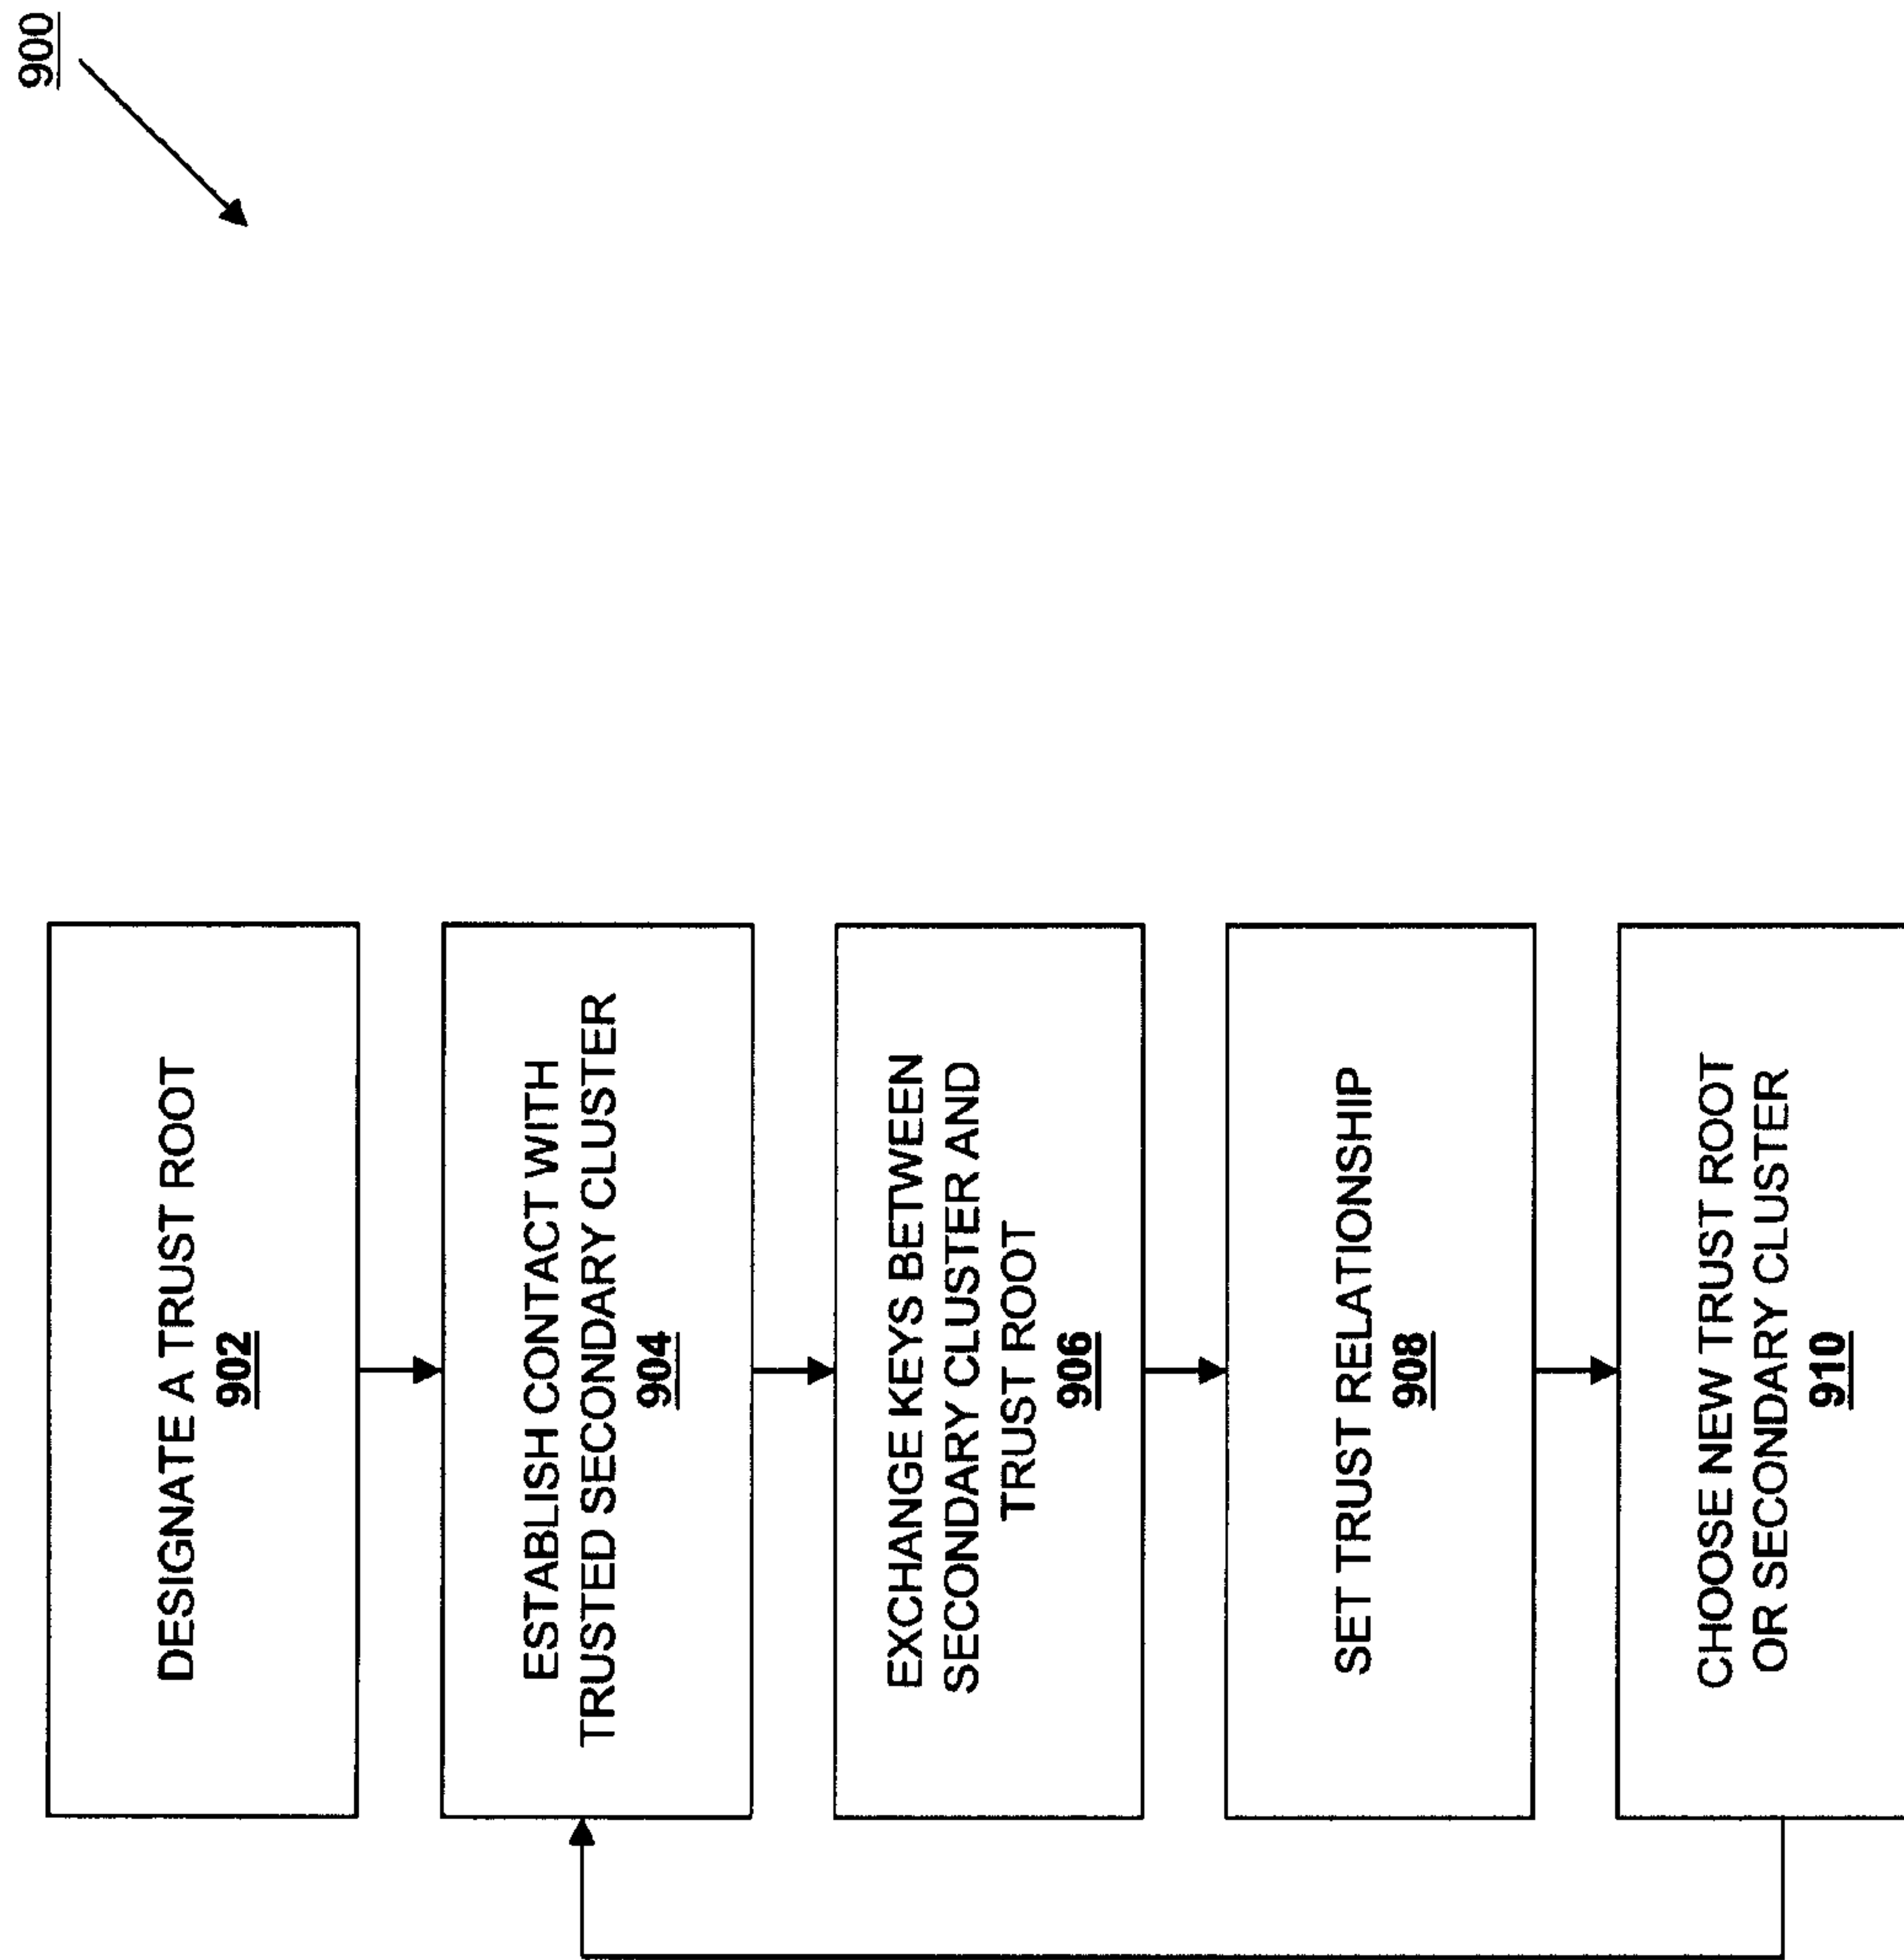 900
DESIGNATE A TRUST ROOT
902
ESTABLISH CONTACT WITH
TRUSTED SECONDARY CLUSTER
904
EXCHANGE KEYS BETWEEN
SECONDARY CLUSTER AND
TRUST ROOT
906
SET TRUST RELATIONSHIP
908
CHOOSE NEW TRUST ROOT
OR SECONDARY CLUSTER
910